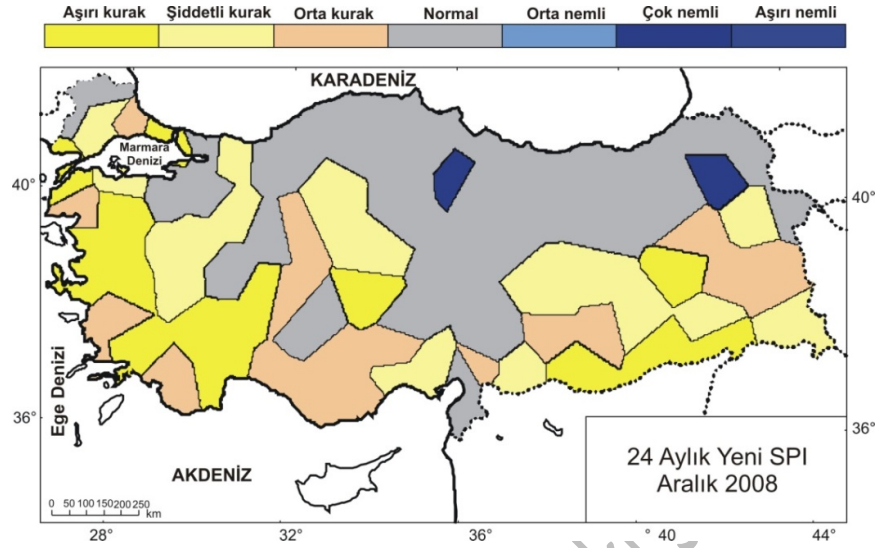 Aşırı kurak Şiddetli kurak Orta kurak Normal Orta nemli Çok nemli Aşırı nemli
KARADENİZ
Marmara
Denizi
40°
40°
Ege Denizi
36°
36°
AKDENİZ
24 Aylık Yeni SPI
Aralık 2008
0 50 100 150 200 250
km
28° 32° 36° ° 40 44°